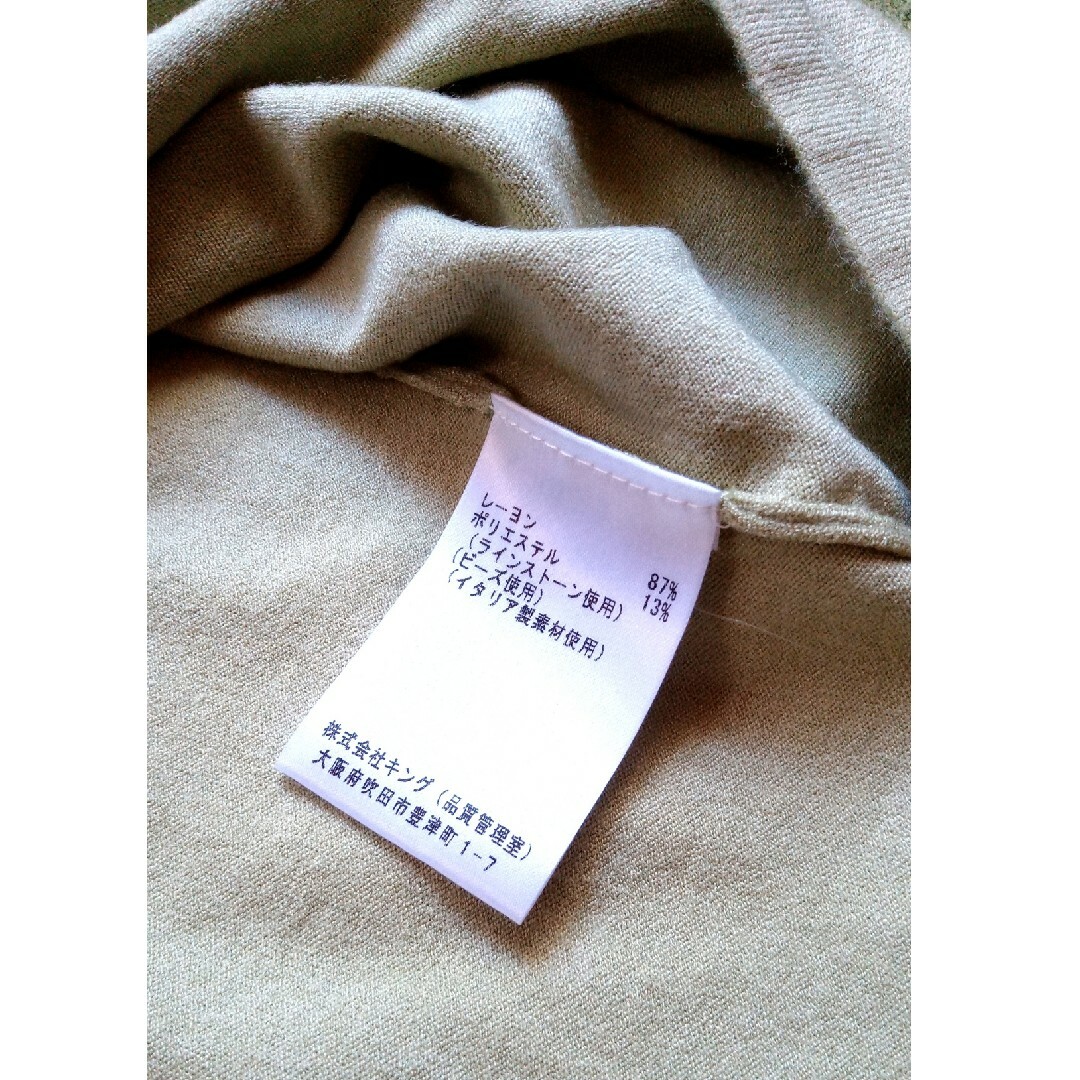 レーヨン 87%
ポリエステル 13%
(ラインストーン使用)
(ビーズ使用)
(イタリア製素材使用)
株式会社キング(品質管理室)
大阪府吹田市豊津町1-7